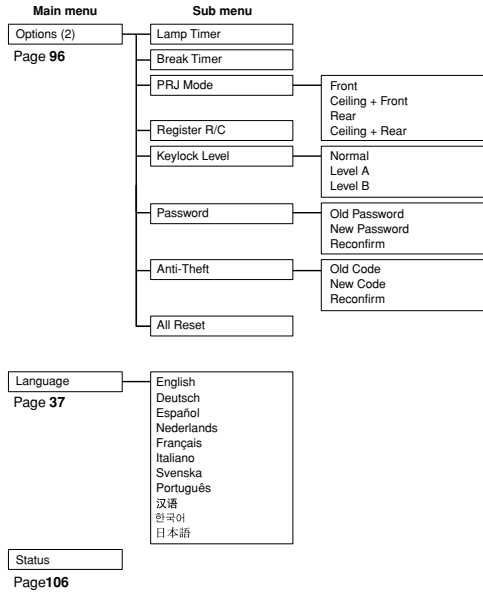 Main menu
Sub menu
Options (2)
Page 96
Lamp Timer
Break Timer
PRJ Mode
Front
Ceiling + Front
Rear
Ceiling + Rear
Register R/C
Keylock Level
Normal
Level A
Level B
Password
Old Password
New Password
Reconfirm
Anti-Theft
Old Code
New Code
Reconfirm
All Reset
Language
Page 37
English
Deutsch
Español
Nederlands
Français
Italiano
Svenska
Português
汉语
한국어
日本語
Status
Page106